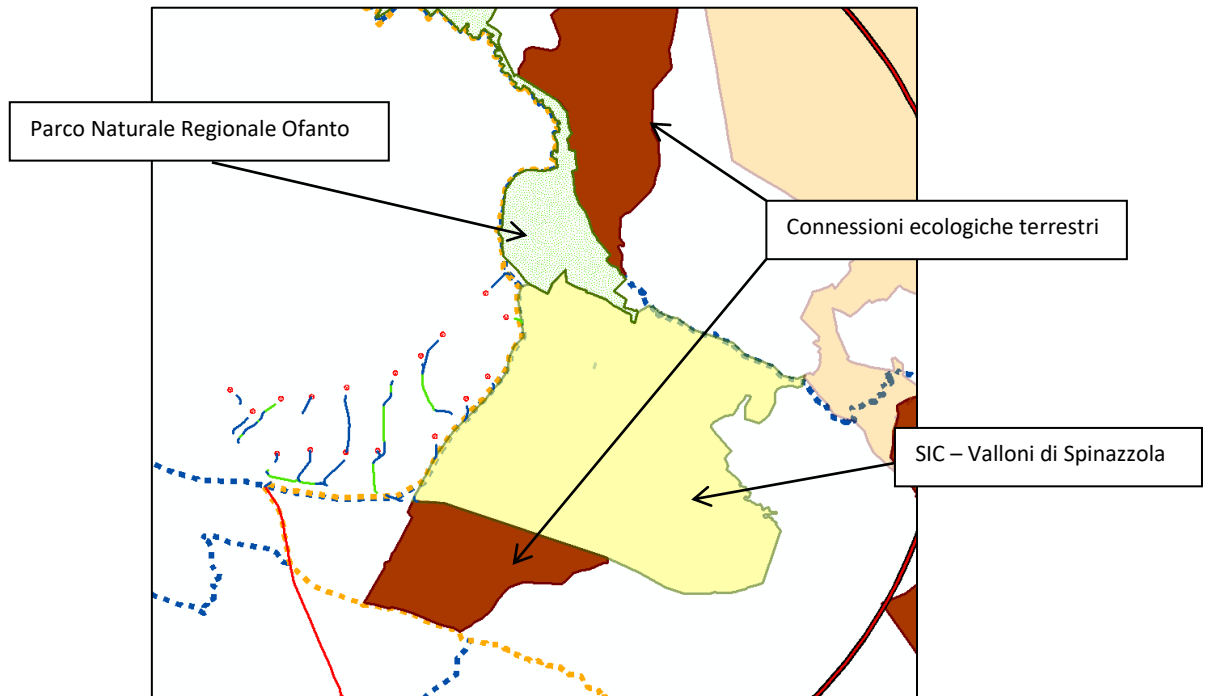 Parco Naturale Regionale Ofanto
Connessioni ecologiche terrestri
SIC – Valloni di Spinazzola